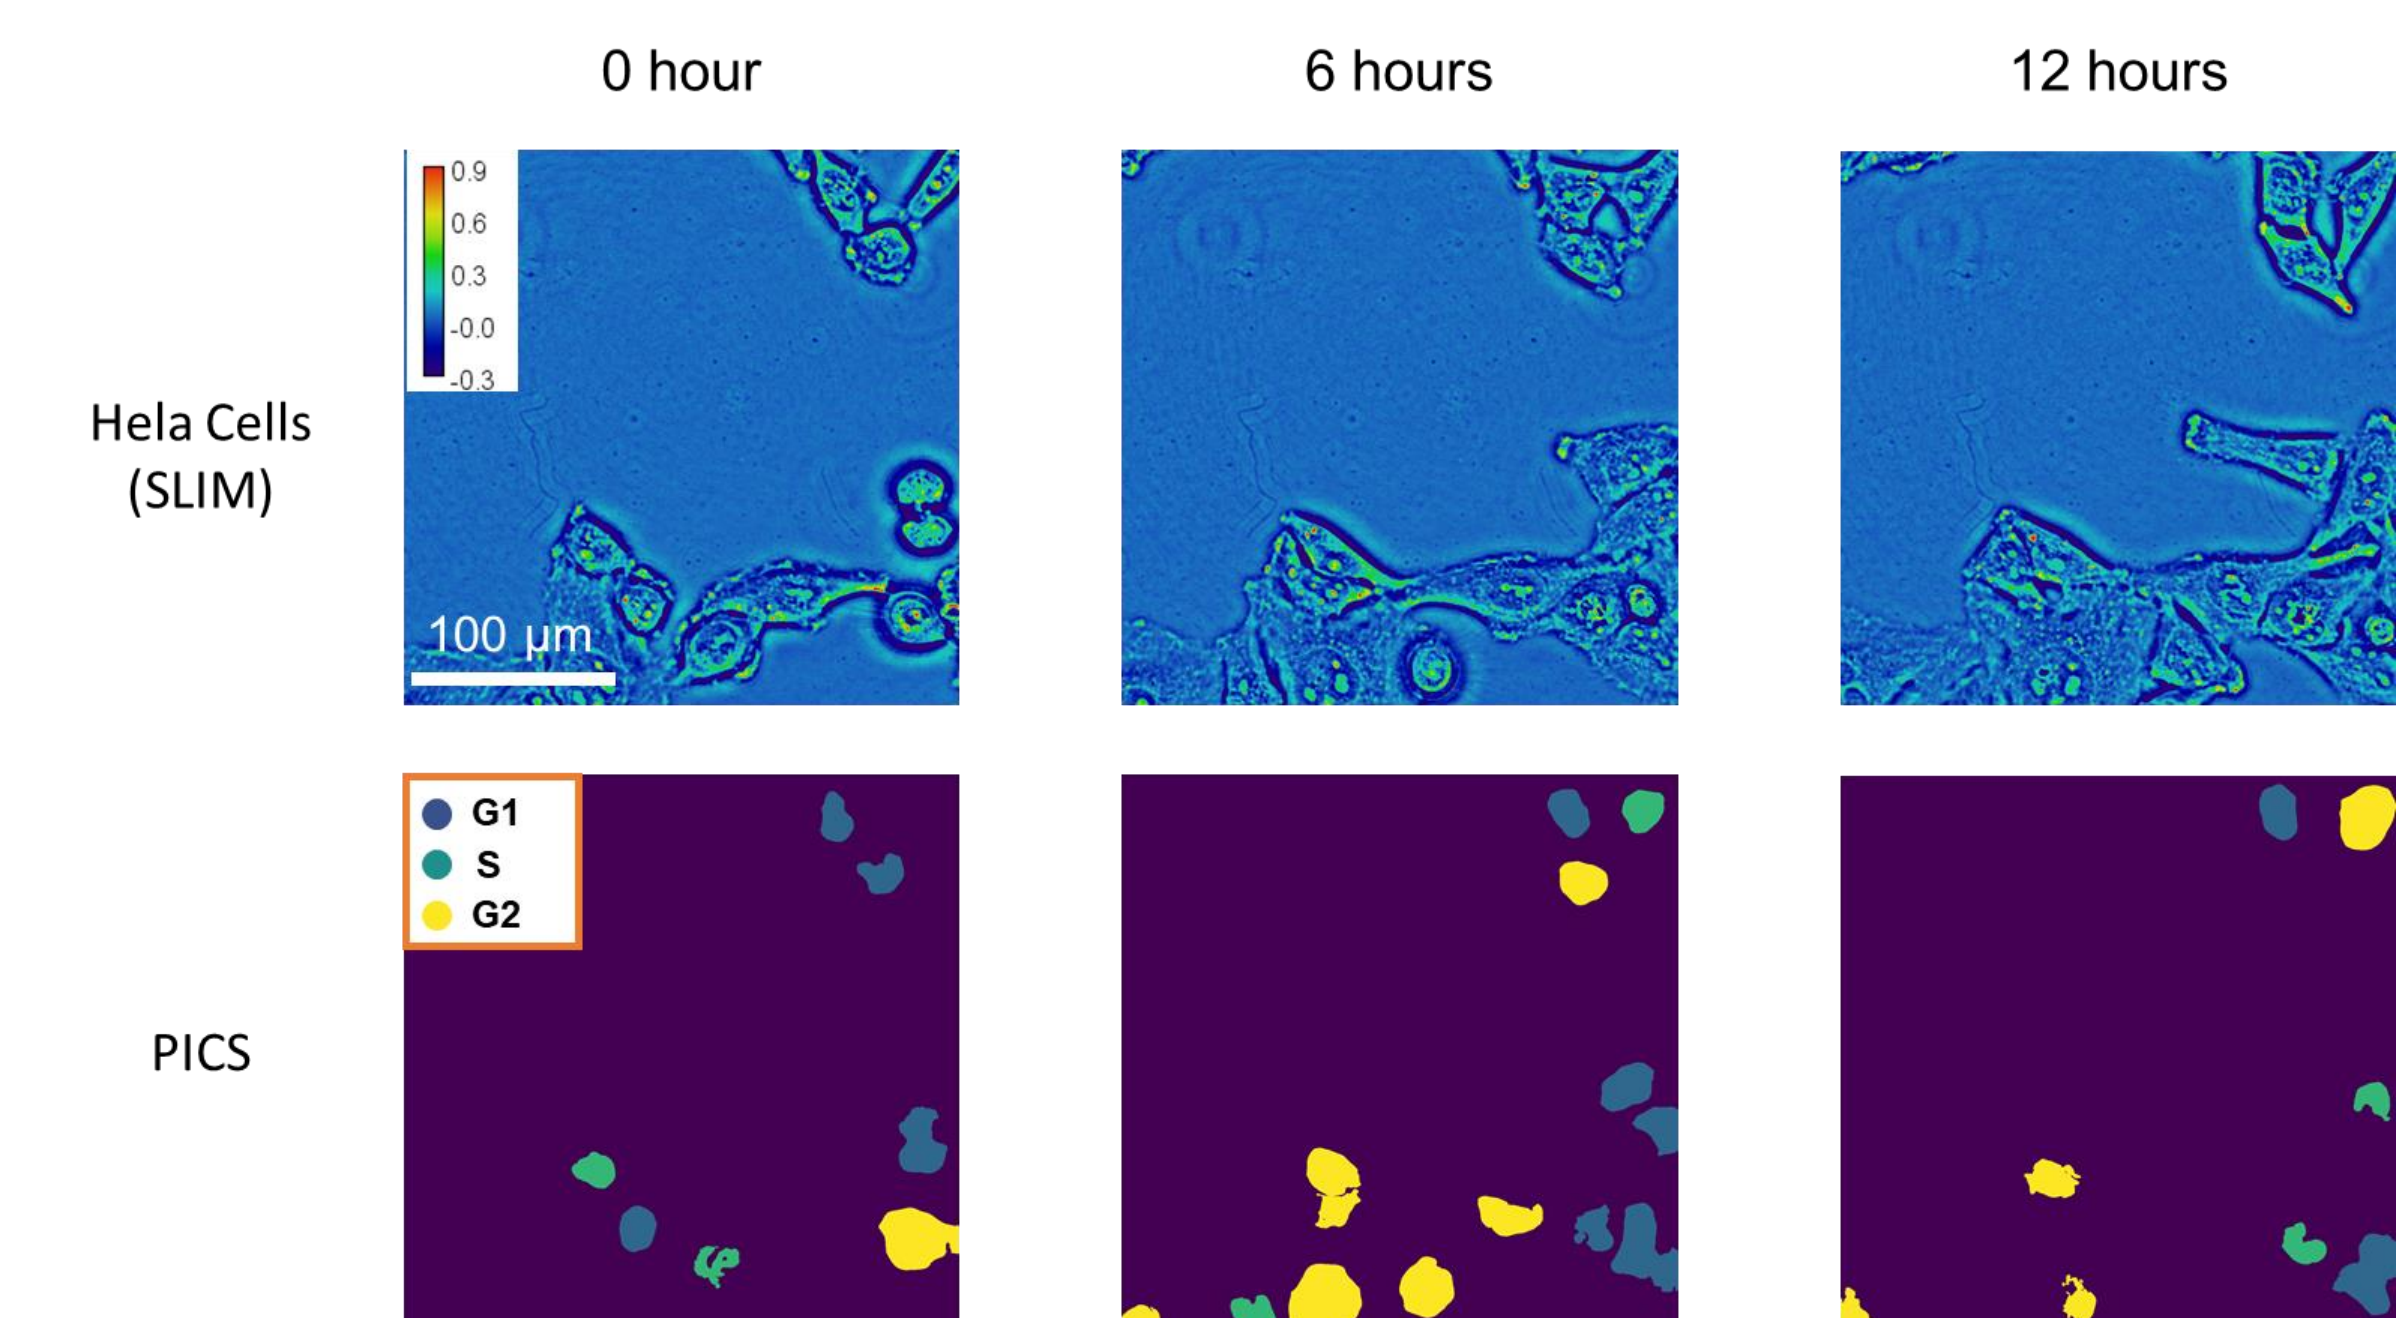 0 hour
6 hours
12 hours
0.9
0.6
0.3
-0.0
-0.3
Hela Cells
(SLIM)
100 µm
G1
S
G2
PICS